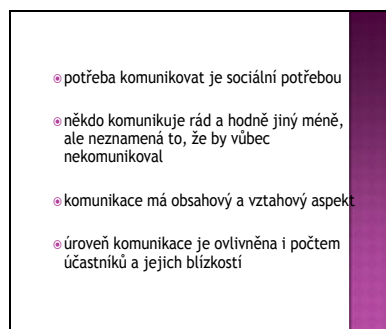 potřeba komunikovat je sociální potřebou
někdo komunikuje rád a hodně jiný méně,
ale neznamená to, že by vůbec
nekomunikoval
komunikace má obsahový a vztahový aspekt
úroveň komunikace je ovlivněna i počtem
účastníků a jejich blízkostí